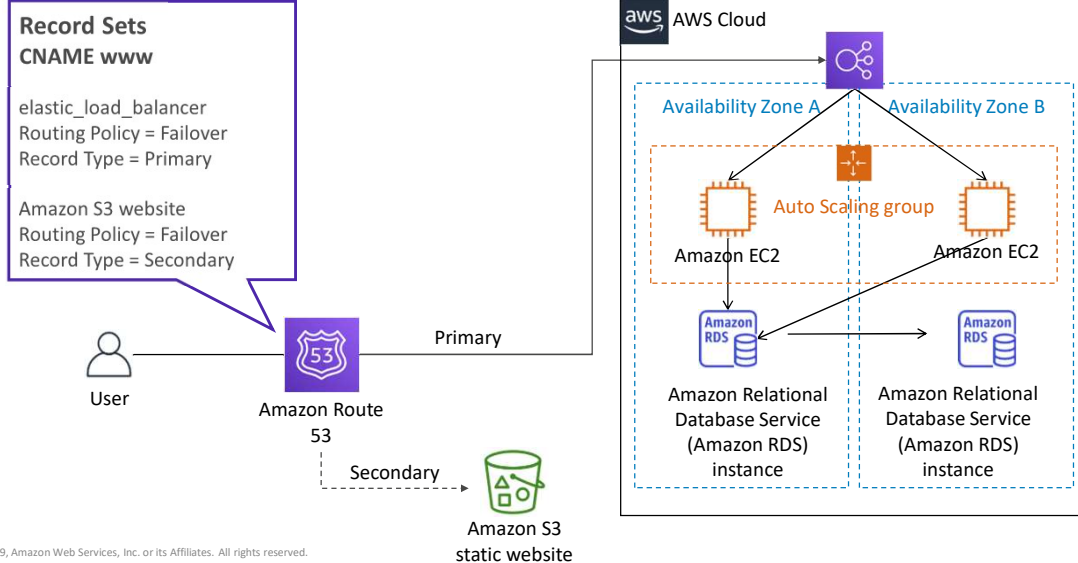 Record Sets
CNAME www
elastic_load_balancer
Routing Policy = Failover
Record Type = Primary
Amazon S3 website
Routing Policy = Failover
Record Type = Secondary
aws
AWS Cloud
Availability Zone A
Availability Zone B
Auto Scaling group
Amazon EC2
Amazon EC2
Amazon
RDS
Amazon
RDS
Amazon Relational
Database Service
(Amazon RDS)
instance
Amazon Relational
Database Service
(Amazon RDS)
instance
User
53
Amazon Route
53
Primary
Secondary
Amazon S3
static website
9, Amazon Web Services, Inc. or its Affiliates. All rights reserved.